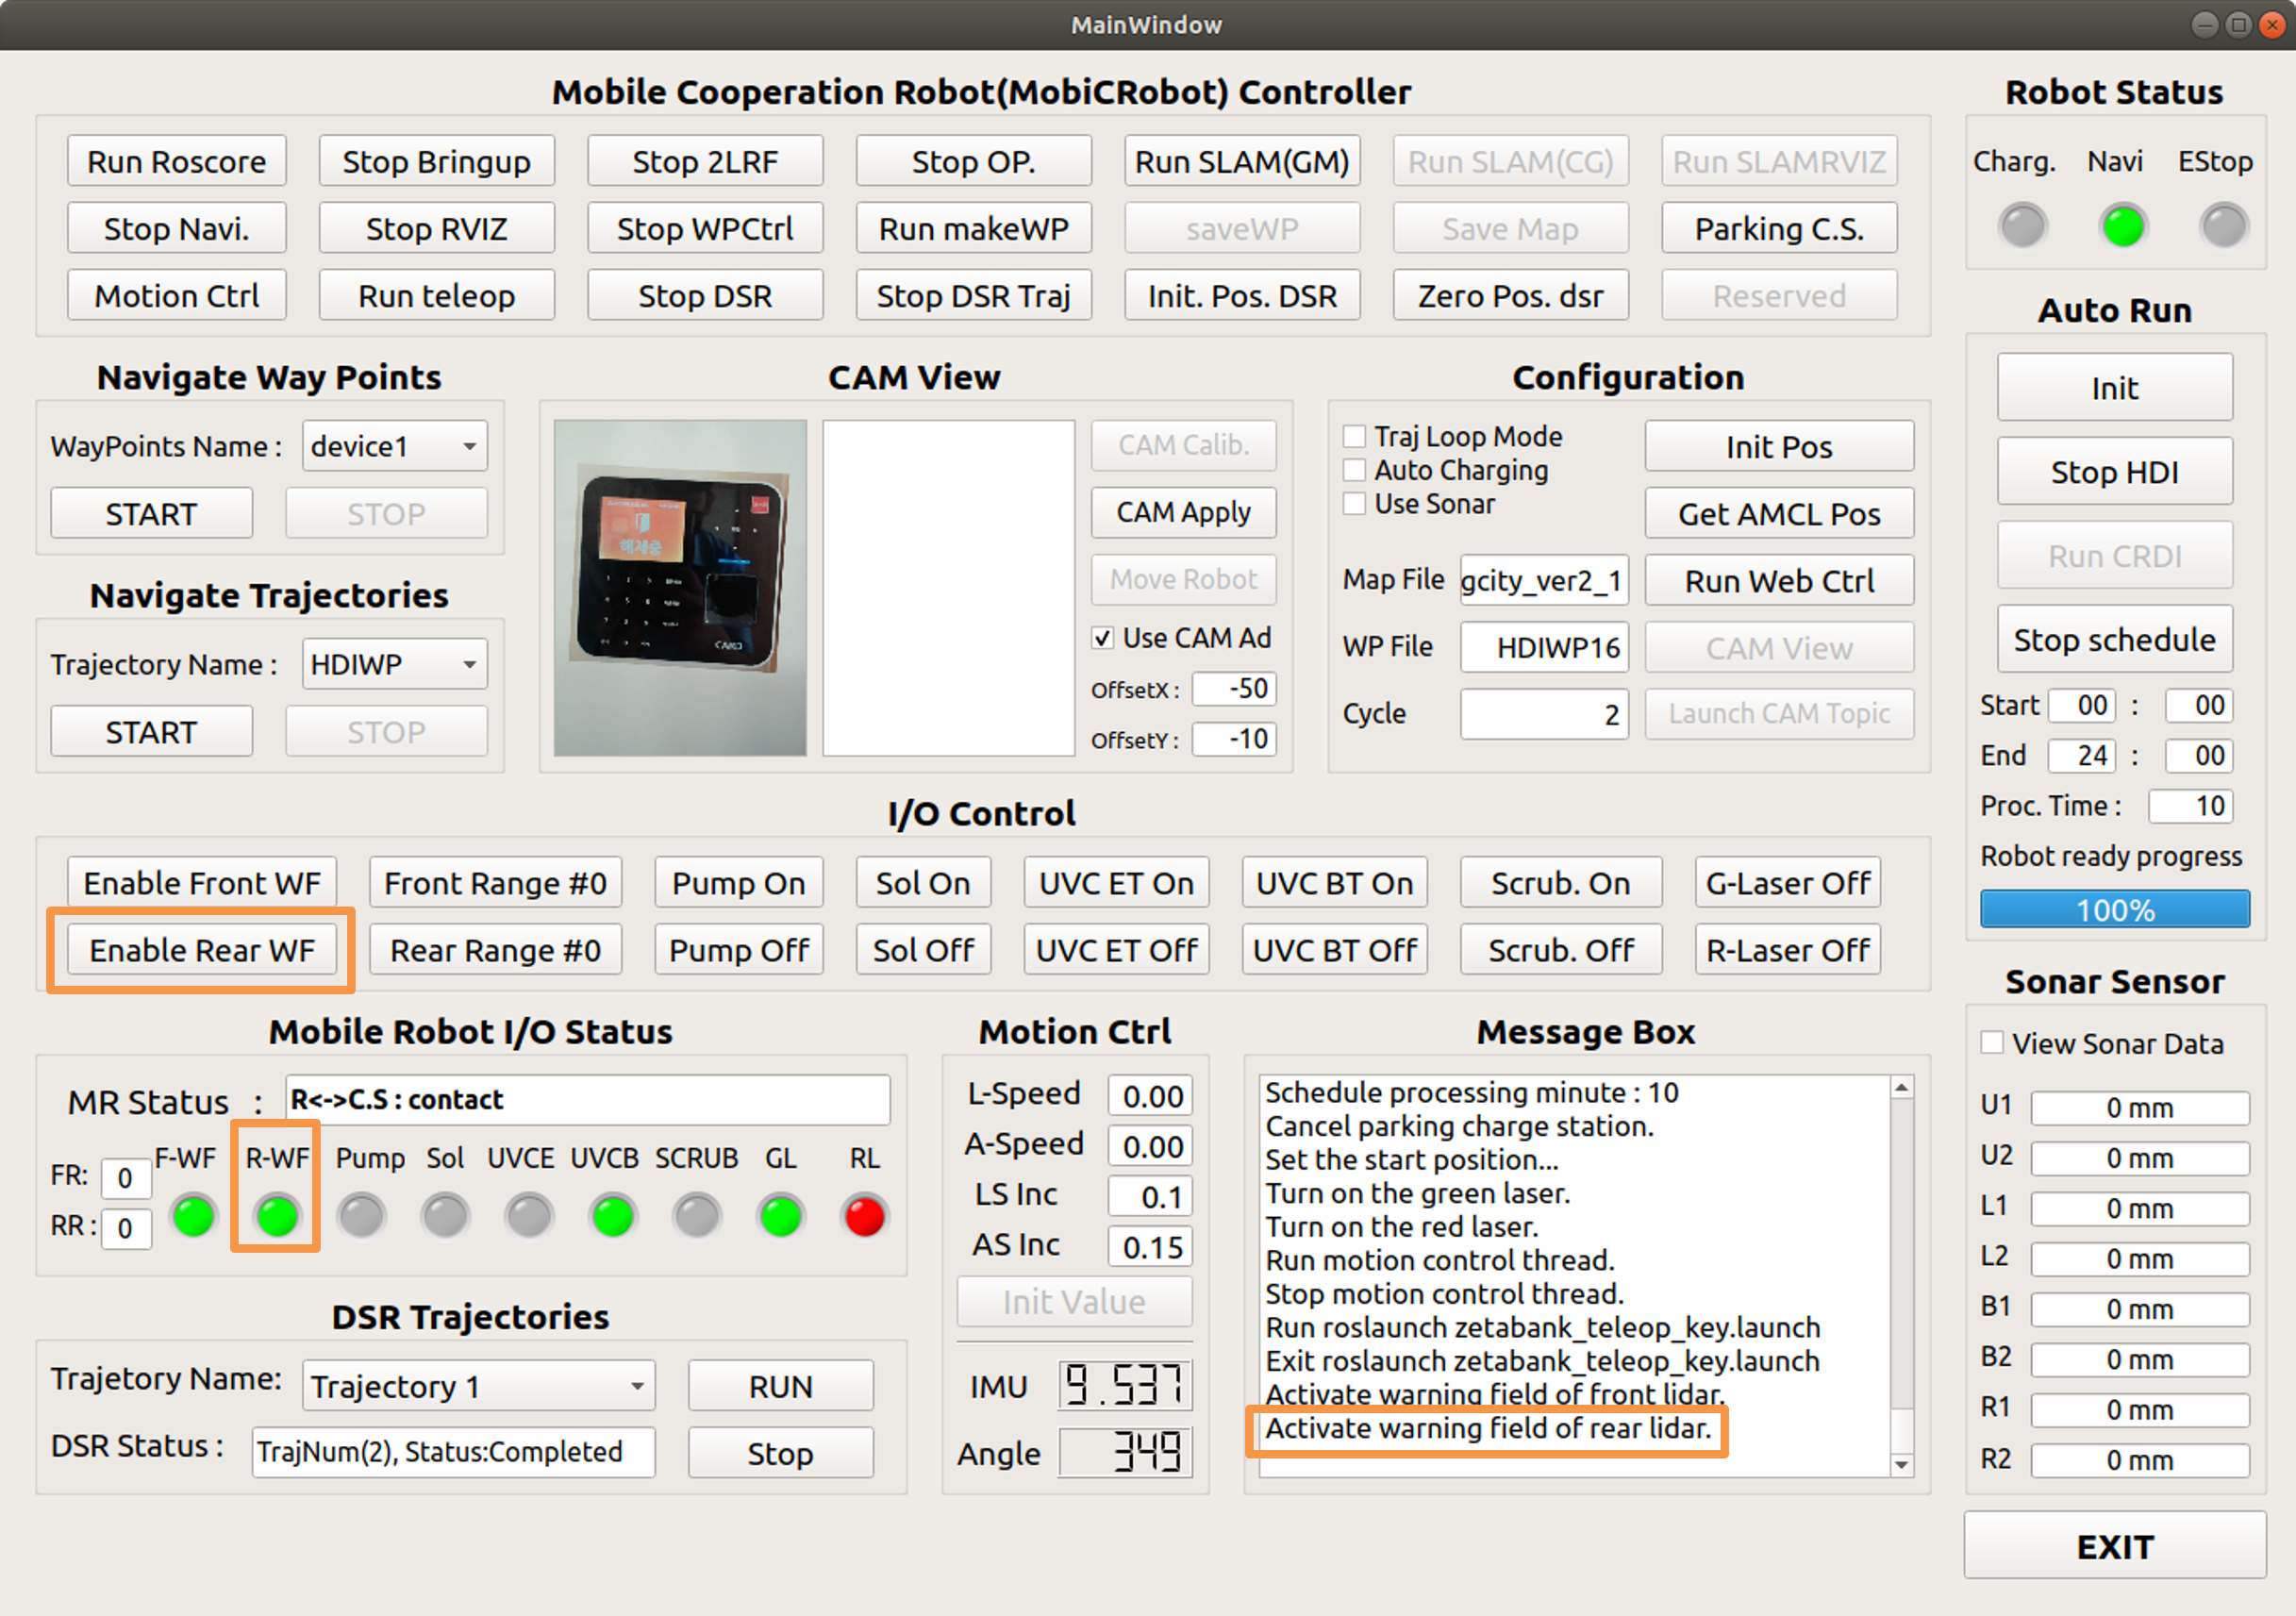 MainWindow
Mobile Cooperation Robot(MobiCRobot) Controller
Run Roscore
Stop Bringup
Stop 2LRF
Stop OP.
Run SLAM(GM)
Run SLAM(CG)
Run SLAMRVIZ
Stop Navi.
Stop RVIZ
Stop WPCtrl
Run makeWP
saveWP
Save Map
Parking C.S.
Motion Ctrl
Run teleop
Stop DSR
Stop DSR Traj
Init. Pos. DSR
Zero Pos. dsr
Reserved
Robot Status
Charg. Navi EStop
Navigate Way Points
WayPoints Name : device1
START
STOP
Navigate Trajectories
Trajectory Name : HDIWP
START
STOP
CAM View
해제중
CAM Calib.
CAM Apply
Move Robot
Use CAM Ad
OffsetX : -50
OffsetY : -10
Configuration
Traj Loop Mode
Auto Charging
Use Sonar
Map File gcity_ver2_1
WP File HDIWP16
Cycle 2
Init Pos
Get AMCL Pos
Run Web Ctrl
CAM View
Launch CAM Topic
Auto Run
Init
Stop HDI
Run CRDI
Stop schedule
Start 00 : 00
End 24 : 00
Proc. Time : 10
Robot ready progress
100%
I/O Control
Enable Front WF
Front Range #0
Pump On
Sol On
UVC ET On
UVC BT On
Scrub. On
G-Laser Off
Enable Rear WF
Rear Range #0
Pump Off
Sol Off
UVC ET Off
UVC BT Off
Scrub. Off
R-Laser Off
Mobile Robot I/O Status
MR Status : R<->C.S : contact
F-WF R-WF Pump Sol UVCE UVCB SCRUB GL RL
FR: 0
RR : 0
DSR Trajectories
Trajetory Name: Trajectory 1
RUN
DSR Status : TrajNum(2), Status:Completed
Stop
Motion Ctrl
L-Speed 0.00
A-Speed 0.00
LS Inc 0.1
AS Inc 0.15
Init Value
IMU 9.537
Angle 349
Message Box
Schedule processing minute : 10
Cancel parking charge station.
Set the start position...
Turn on the green laser.
Turn on the red laser.
Run motion control thread.
Stop motion control thread.
Run roslaunch zetabank_teleop_key.launch
Exit roslaunch zetabank_teleop_key.launch
Activate warning field of front lidar.
Activate warning field of rear lidar.
Sonar Sensor
View Sonar Data
U1 0 mm
U2 0 mm
L1 0 mm
L2 0 mm
B1 0 mm
B2 0 mm
R1 0 mm
R2 0 mm
EXIT